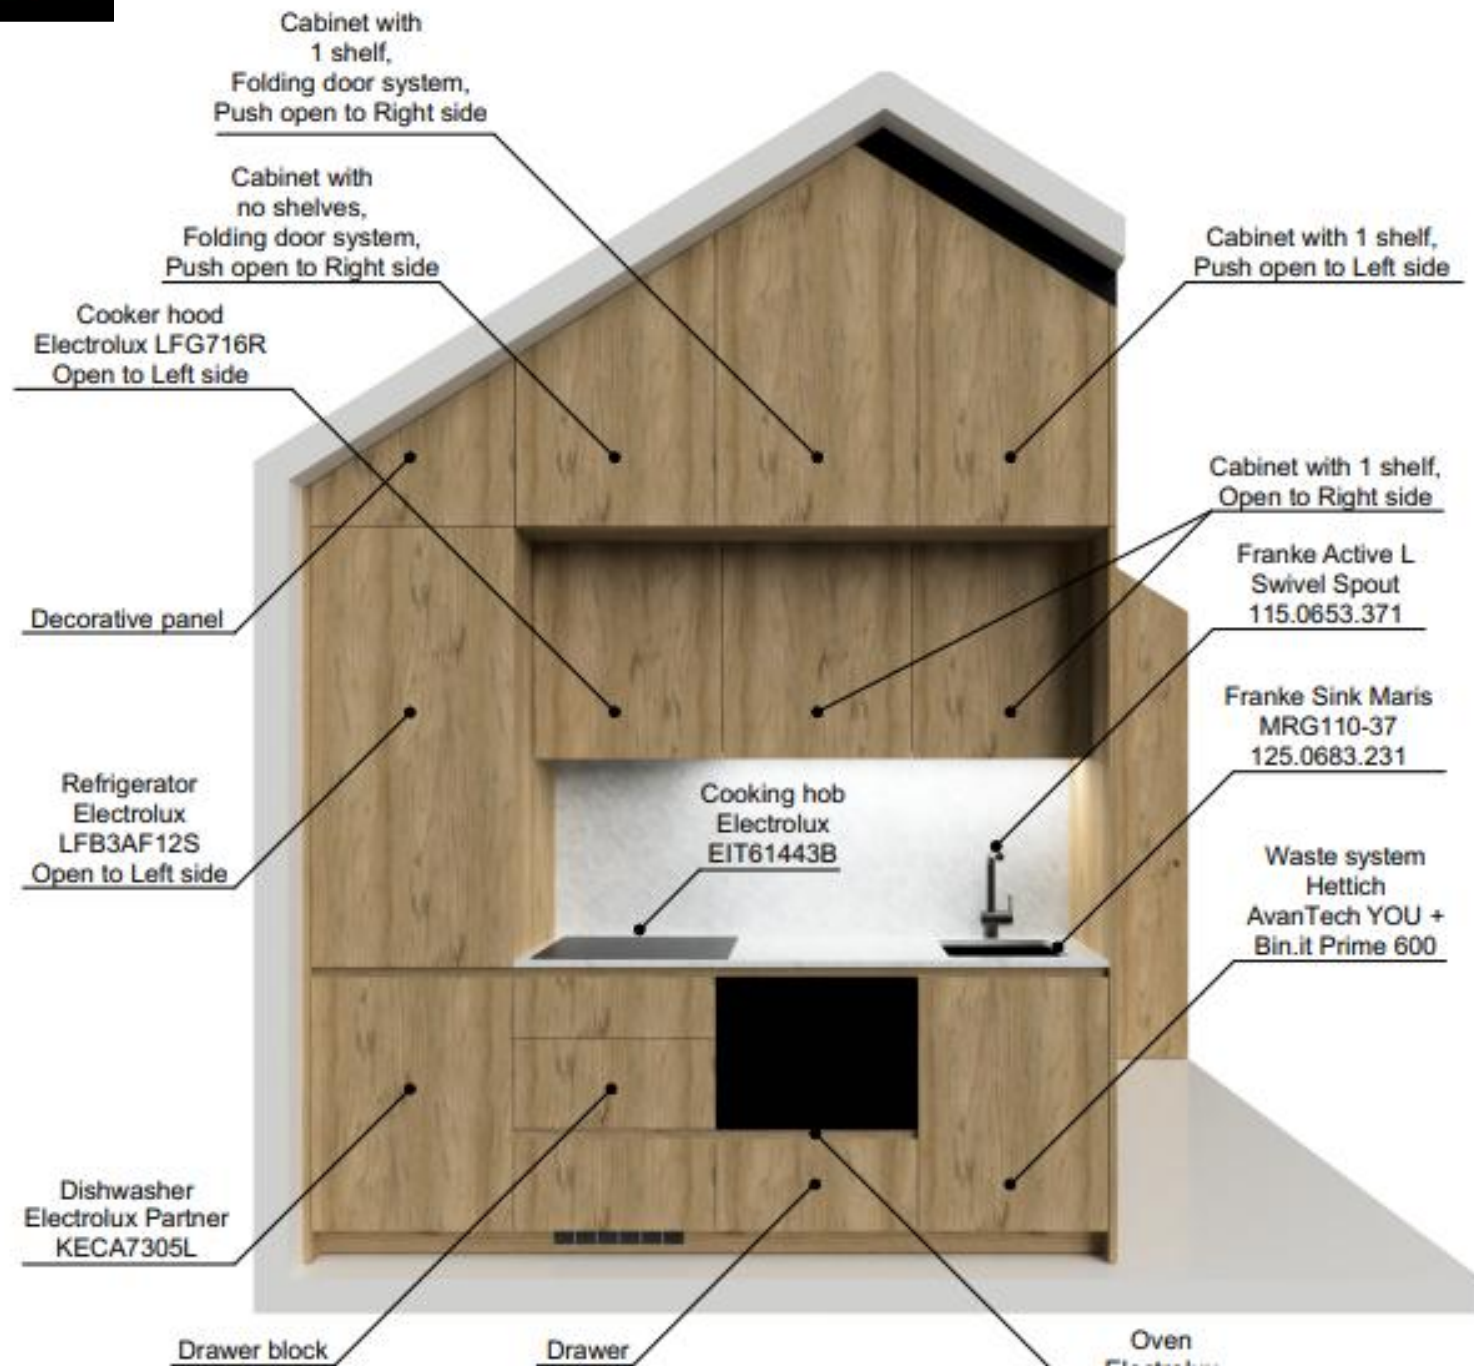 Cabinet with
1 shelf,
Folding door system,
Push open to Right side
Cabinet with
no shelves,
Folding door system,
Push open to Right side
Cooker hood
Electrolux LFG716R
Open to Left side
Decorative panel
Refrigerator
Electrolux
LFB3AF12S
Open to Left side
Dishwasher
Electrolux Partner
KECA7305L
Drawer block
Drawer
Cooking hob
Electrolux
EIT61443B
Cabinet with 1 shelf,
Push open to Left side
Cabinet with 1 shelf,
Open to Right side
Franke Active L
Swivel Spout
115.0653.371
Franke Sink Maris
MRG110-37
125.0683.231
Waste system
Hettich
AvanTech YOU +
Bin.it Prime 600
Oven